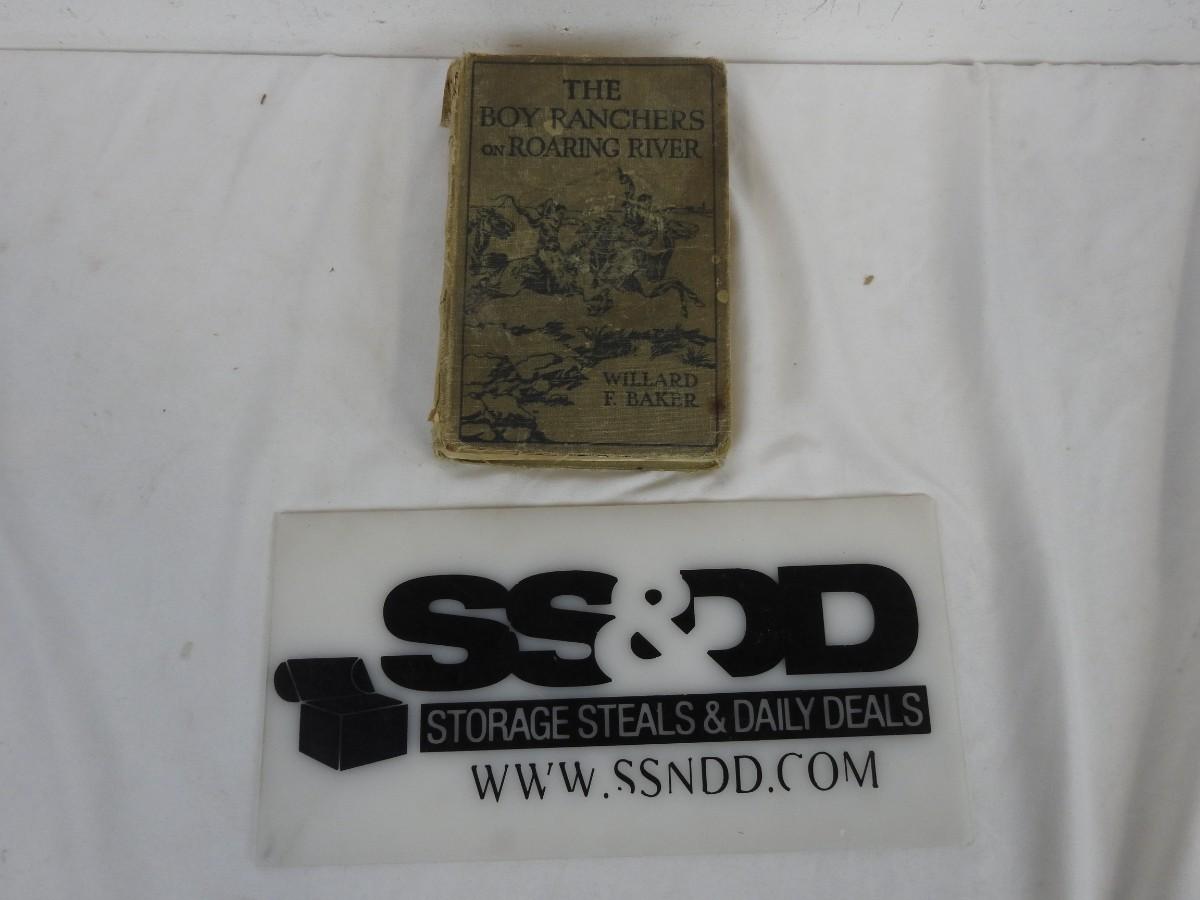 THE
BOY RANCHERS
ON ROARING RIVER
WILLARD
F. BAKER
SS&DD
STORAGE STEALS & DAILY DEALS
WWW.SSNDD.COM